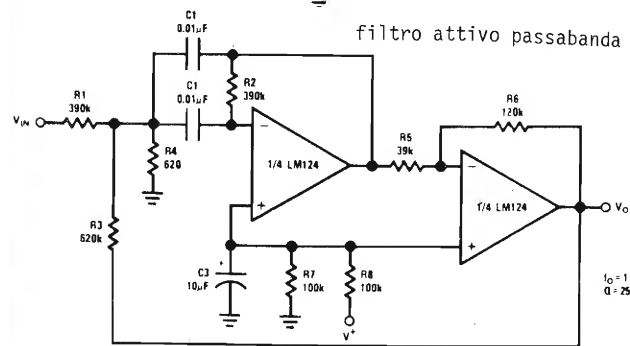 filtro attivo passabanda
C1
0.01µF
R1
390k
VIN
C1
0.01µF
R2
390k
R4
620
1/4 LM124
R5
39k
R6
120k
1/4 LM124
VO
R3
620k
C3
10µF
R7
100k
R8
100k
V+
fo = 1
Q = 25